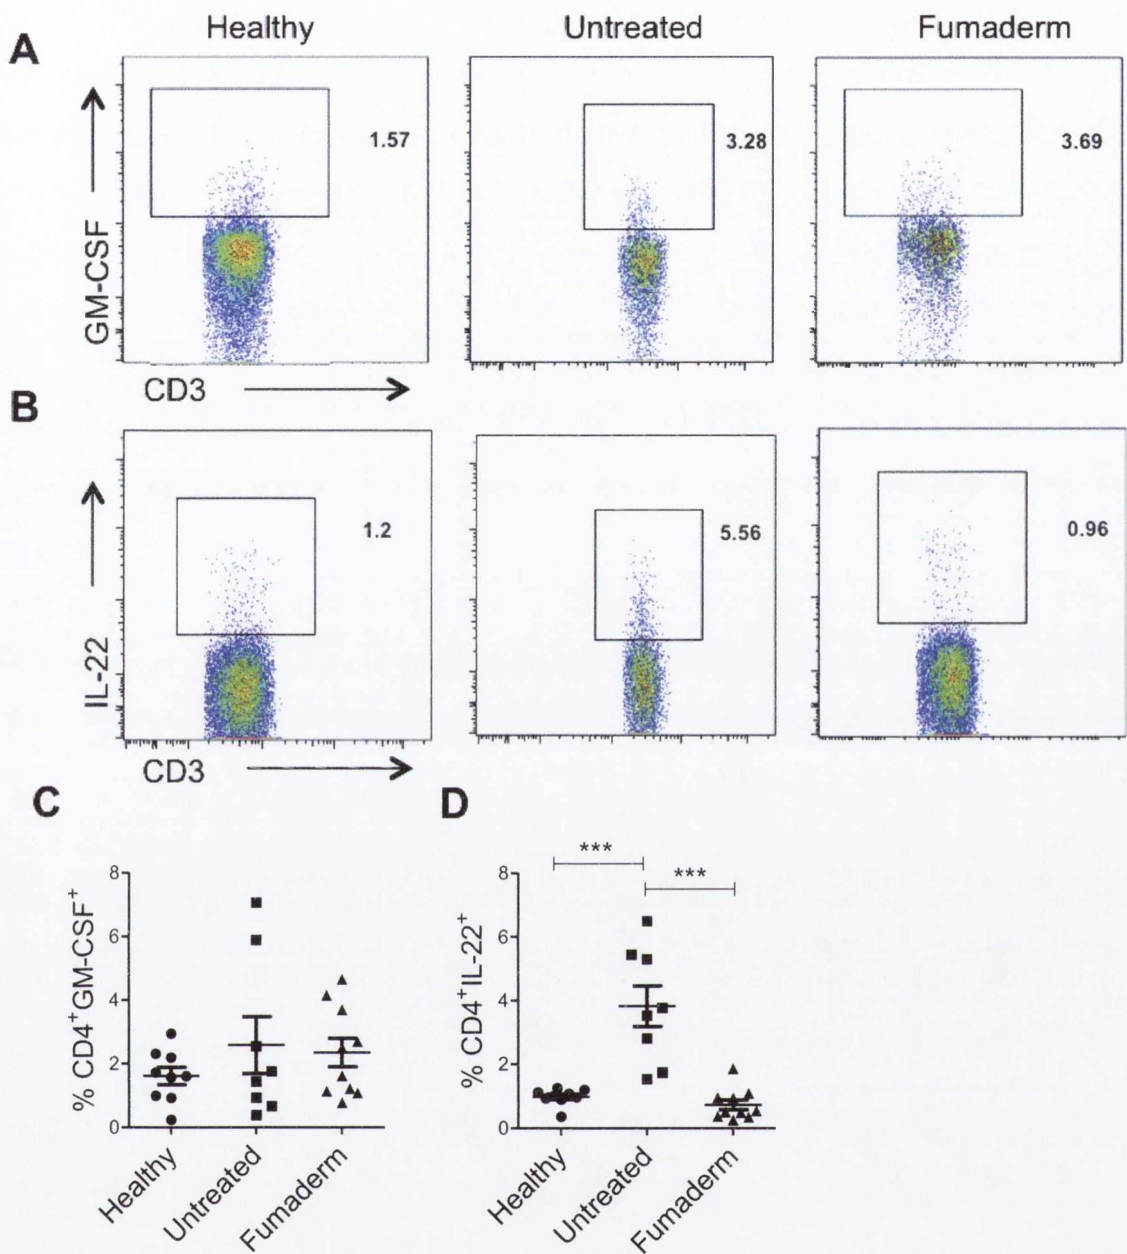 A
Healthy Untreated Fumaderm
1.57 3.28 3.69
GM-CSF
CD3
B
1.2 5.56 0.96
IL-22
CD3
C
8
6
4
2
0
% CD4+GM-CSF+
Healthy
Untreated
Fumaderm
D
***
***
8
6
4
2
0
% CD4+IL-22+
Healthy
Untreated
Fumaderm